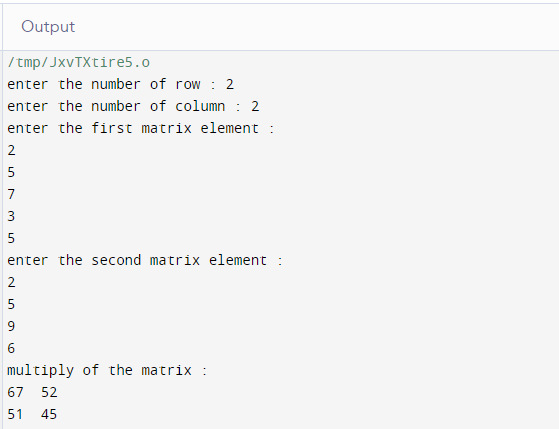 Output
/tmp/JxvTXtire5.o
enter the number of row : 2
enter the number of column : 2
enter the first matrix element :
2
5
7
3
5
enter the second matrix element :
2
5
9
6
multiply of the matrix :
67  52
51  45